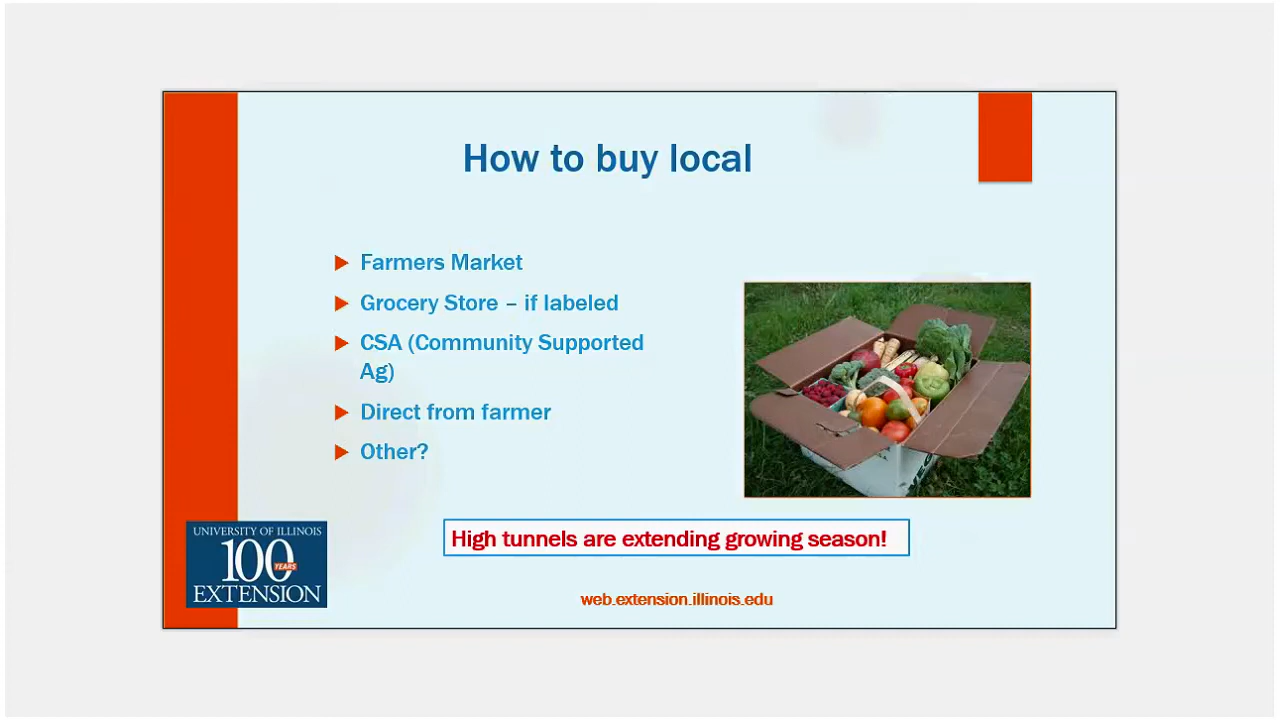 How to buy local
Farmers Market
Grocery Store – if labeled
CSA (Community Supported
Ag)
Direct from farmer
Other?
High tunnels are extending growing season!
UNIVERSITY OF ILLINOIS
100 YEARS
EXTENSION
web.extension.illinois.edu